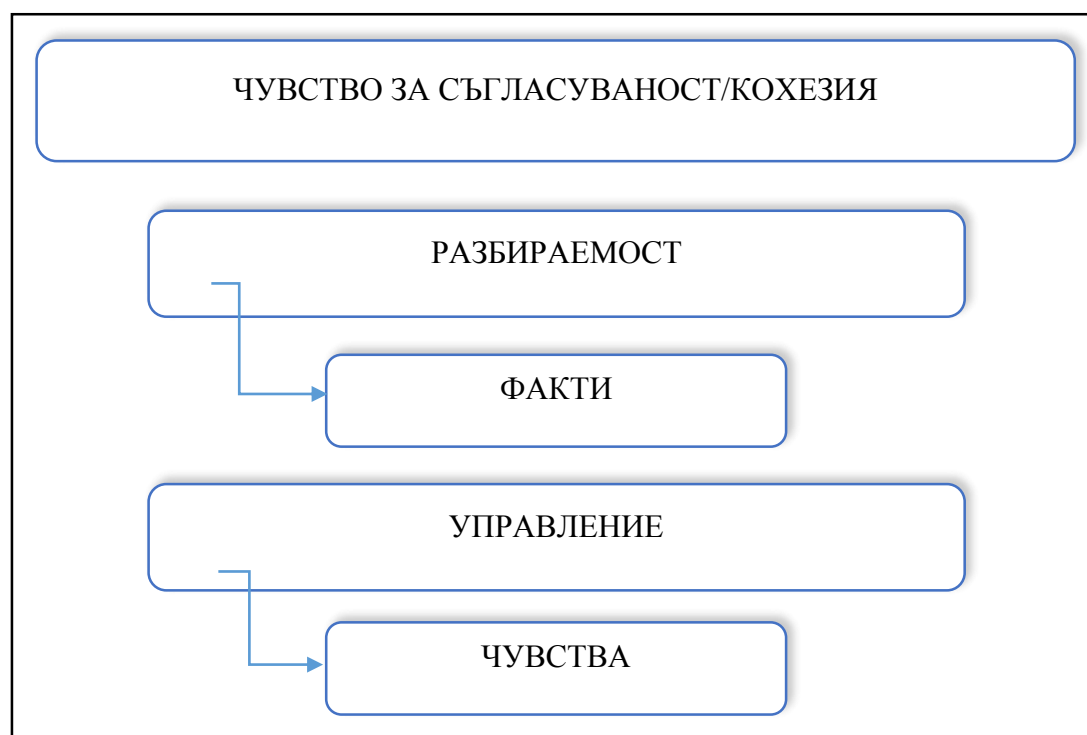 ЧУВСТВО ЗА СЪГЛАСУВАНОСТ/КОХЕЗИЯ
РАЗБИРАЕМОСТ
ФАКТИ
УПРАВЛЕНИЕ
ЧУВСТВА